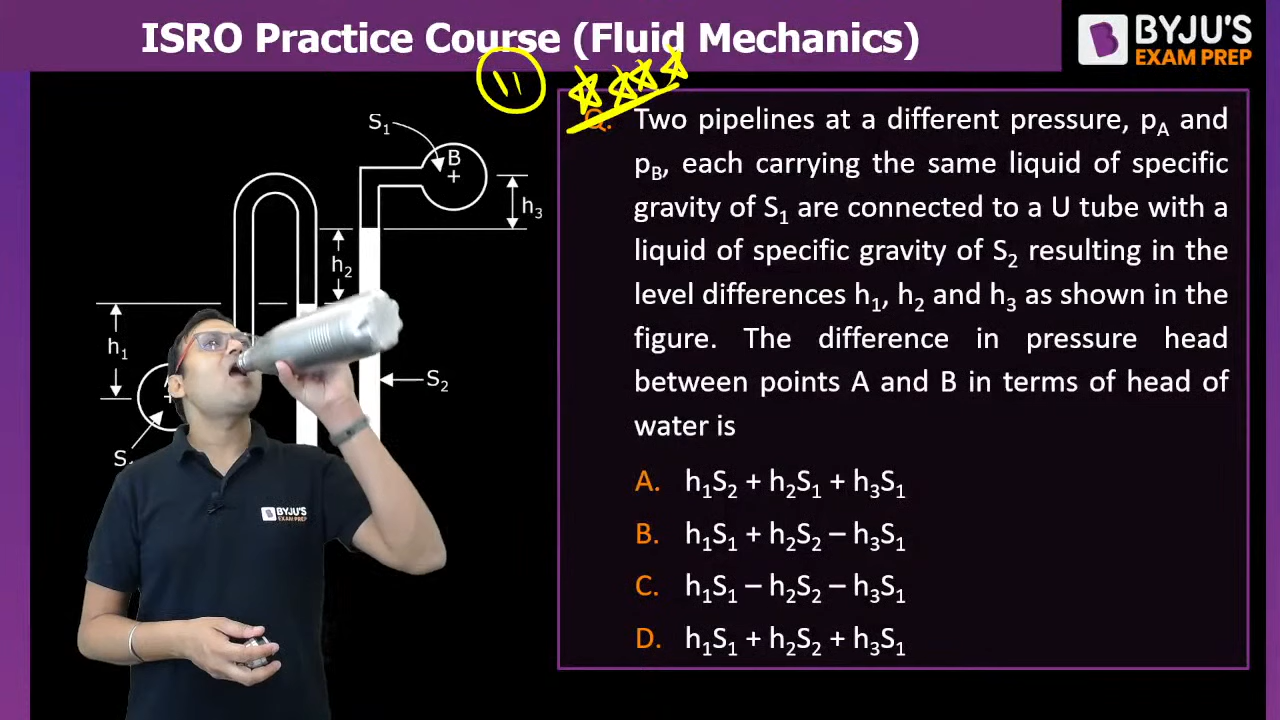 ISRO Practice Course (Fluid Mechanics)
BYJU'S
EXAM PREP
11
S₁
B
+
h₃
h₂
h₁
S₂
BYJU'S
EXAM PREP
Q. Two pipelines at a different pressure, pA and
pB, each carrying the same liquid of specific
gravity of S₁ are connected to a U tube with a
liquid of specific gravity of S₂ resulting in the
level differences h₁, h₂ and h₃ as shown in the
figure. The difference in pressure head
between points A and B in terms of head of
water is
A. h₁S₂ + h₂S₁ + h₃S₁
B. h₁S₁ + h₂S₂ – h₃S₁
C. h₁S₁ – h₂S₂ – h₃S₁
D. h₁S₁ + h₂S₂ + h₃S₁